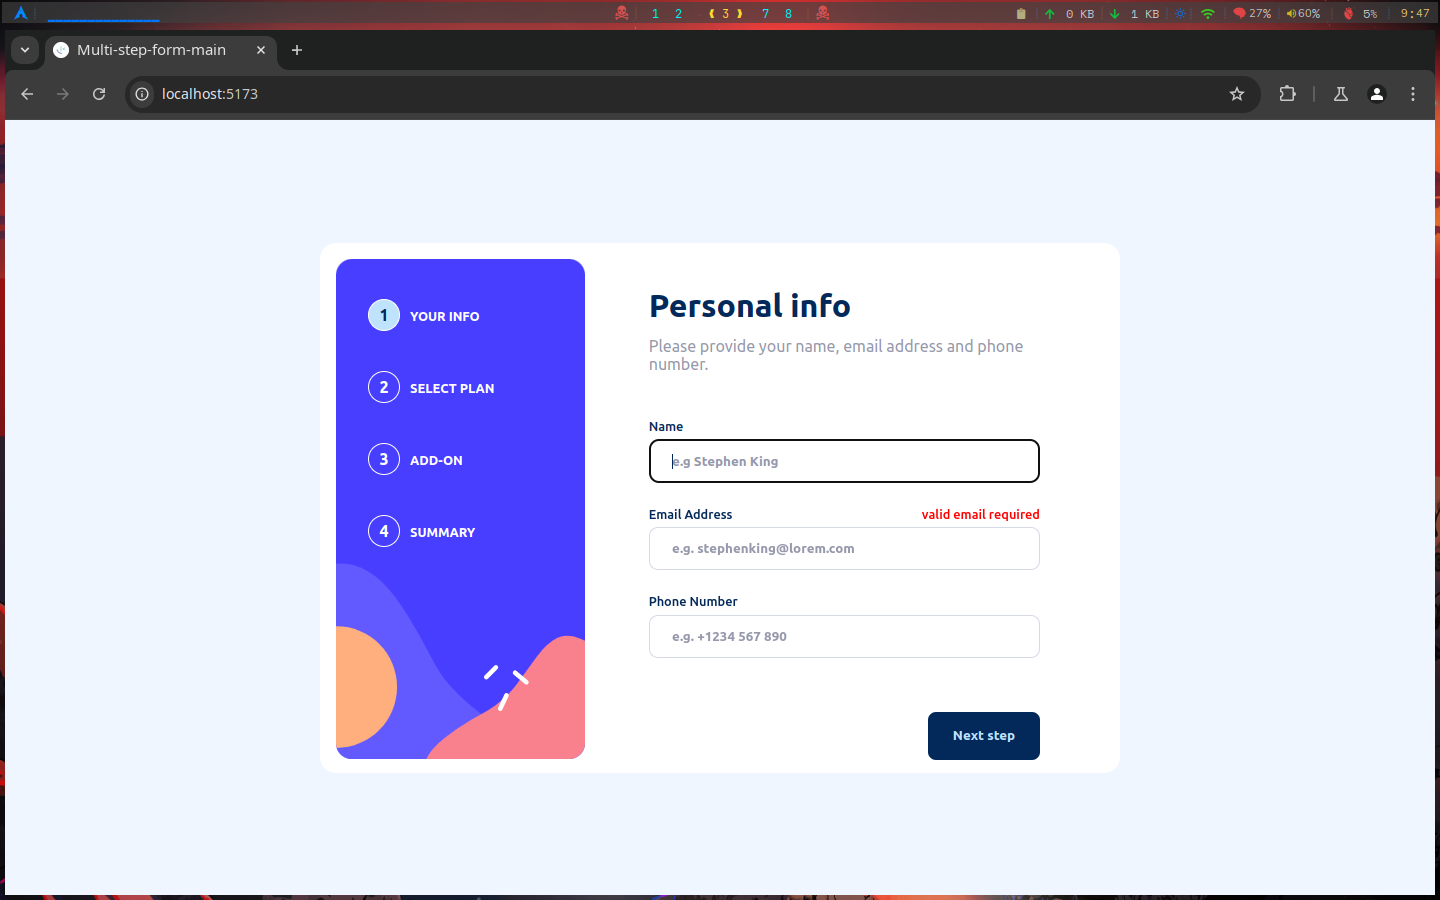 1 2 3 7 8 0 KB 1 KB 27% 60% 5% 9:47
Multi-step-form-main
localhost:5173
1 YOUR INFO
2 SELECT PLAN
3 ADD-ON
4 SUMMARY
Personal info
Please provide your name, email address and phone
number.
Name
e.g Stephen King
Email Address valid email required
e.g. stephenking@lorem.com
Phone Number
e.g. +1234 567 890
Next step